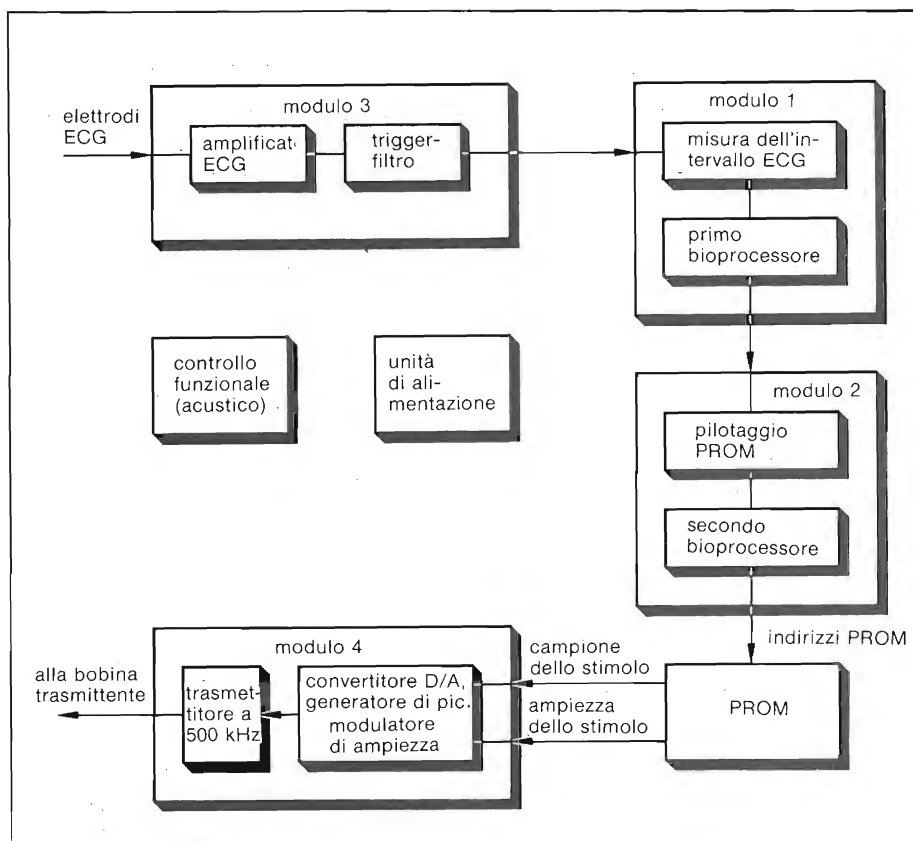 elettrodi
ECG
modulo 3
amplificat
ECG
trigger-
filtro
modulo 1
misura dell'in-
tervallo ECG
primo
bioprocessore
controllo
funzionale
(acustico)
unità
di ali-
mentazione
modulo 2
pilotaggio
PROM
secondo
bioprocessore
indirizzi PROM
alla bobina
trasmittente
modulo 4
trasmet-
titore a
500 kHz
convertitore D/A,
generatore di pic.
modulatore
di ampiezza
campione
dello stimolo
ampiezza
dello stimolo
PROM